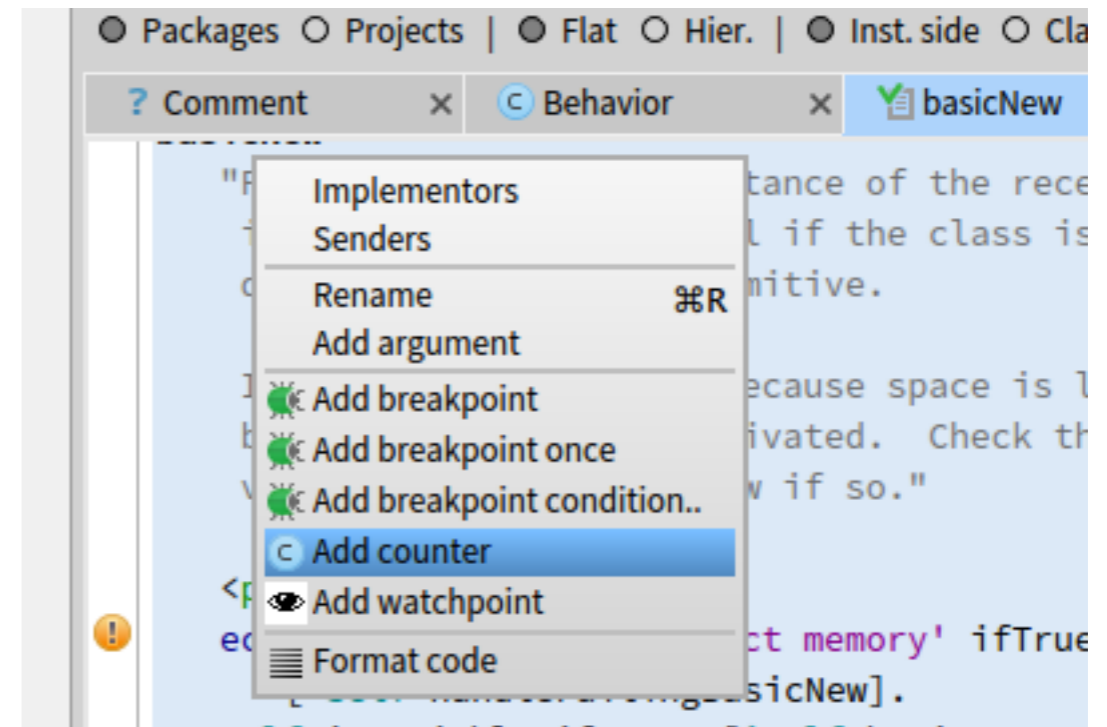 Packages Projects | Flat Hier. | Inst. side
? Comment × C Behavior × basicNew
Implementors
tance of the rece
Senders
l if the class is
Rename ⌘R
mitive.
Add argument
Add breakpoint
ecause space is l
Add breakpoint once
ivated. Check th
Add breakpoint condition..
w if so."
C Add counter
Add watchpoint
ct memory' ifTrue
Format code
sicNew].